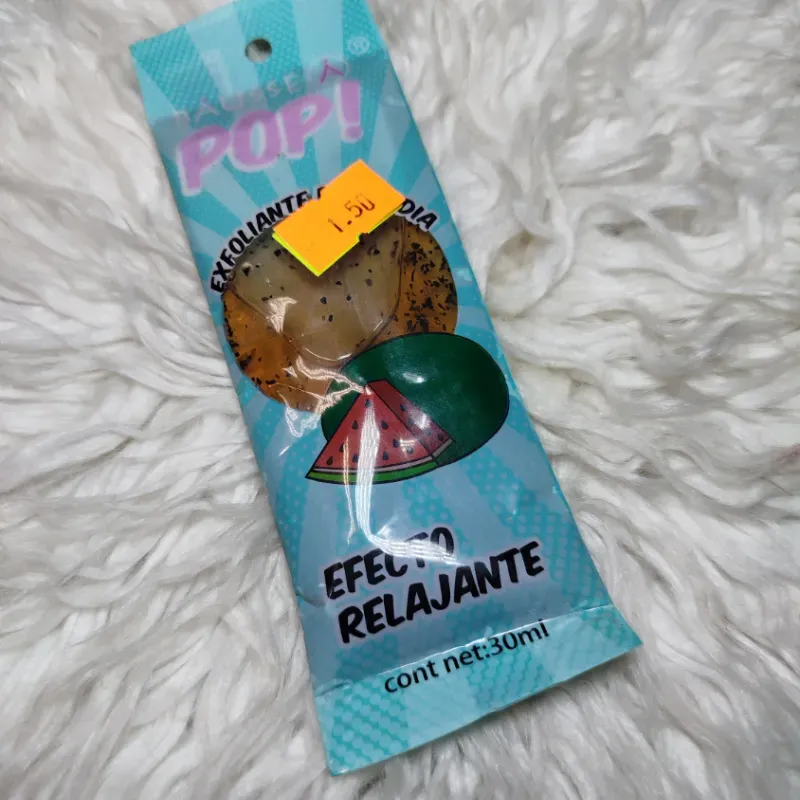 ®
POP!
EXFOLIANTE
1.50
EFECTO
RELAJANTE
cont net:30ml